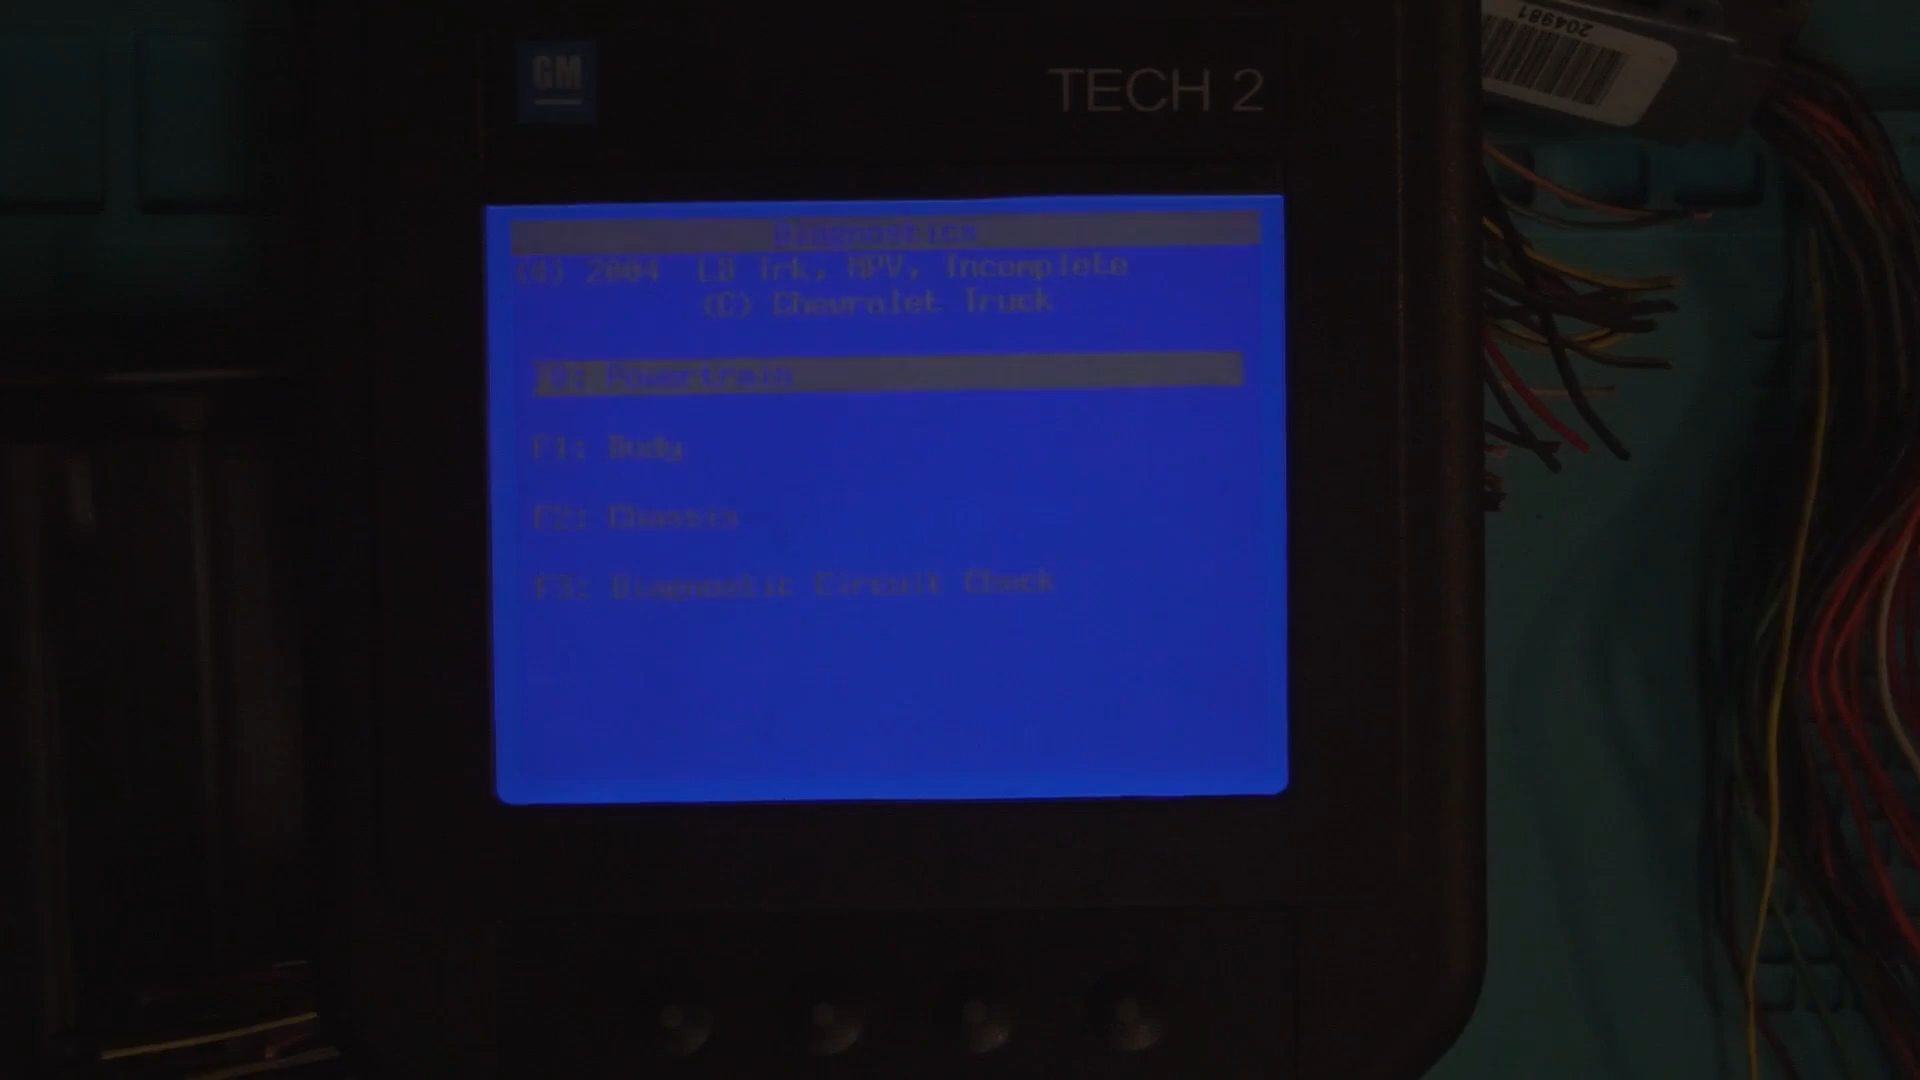 204981
GM
TECH 2
Diagnostics
(4) 2004 LD Trk, MPV, Incomplete
(C) Chevrolet Truck
F0: Powertrain
F1: Body
F2: Chassis
F3: Diagnostic Circuit Check